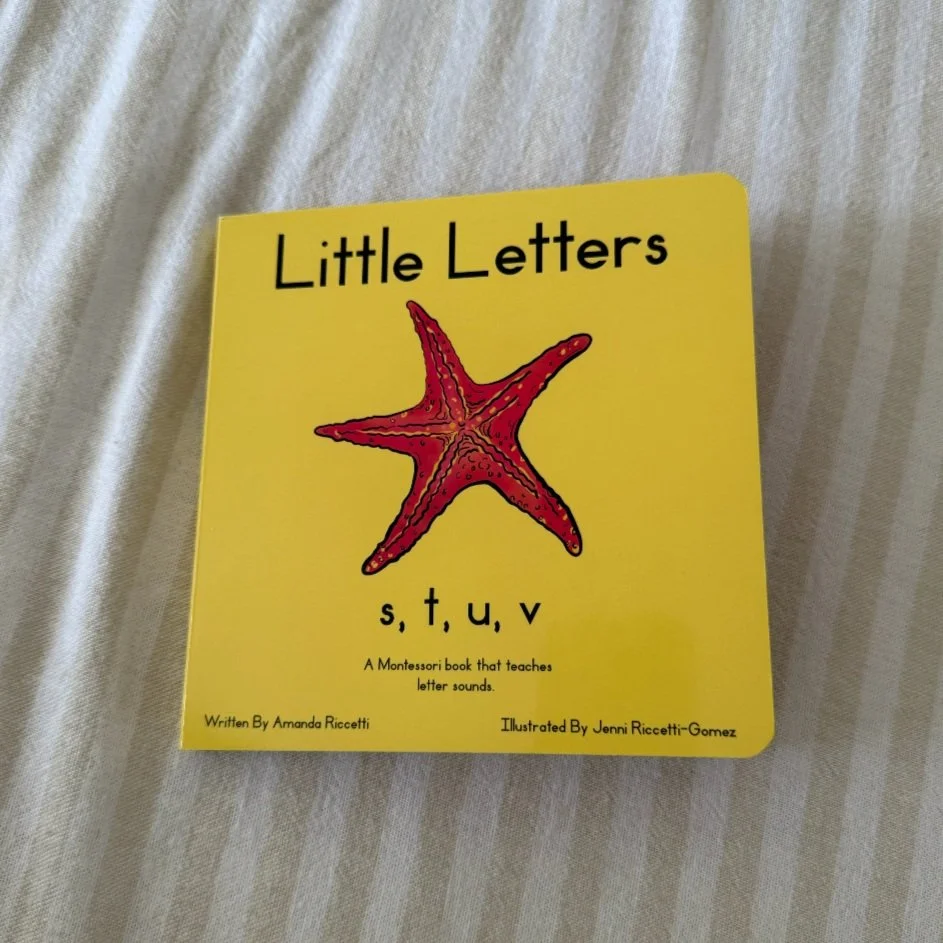 Little Letters
s, t, u, v
A Montessori book that teaches
letter sounds.
Written By Amanda Riccetti
Illustrated By Jenni Riccetti-Gomez